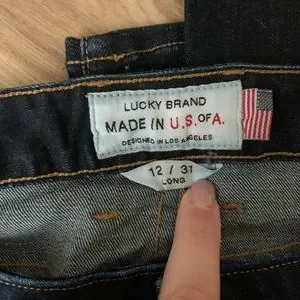 LUCKY BRAND
MADE IN U.S. OF A.
DESIGNED IN LOS ANGELES
12 / 31
LONG